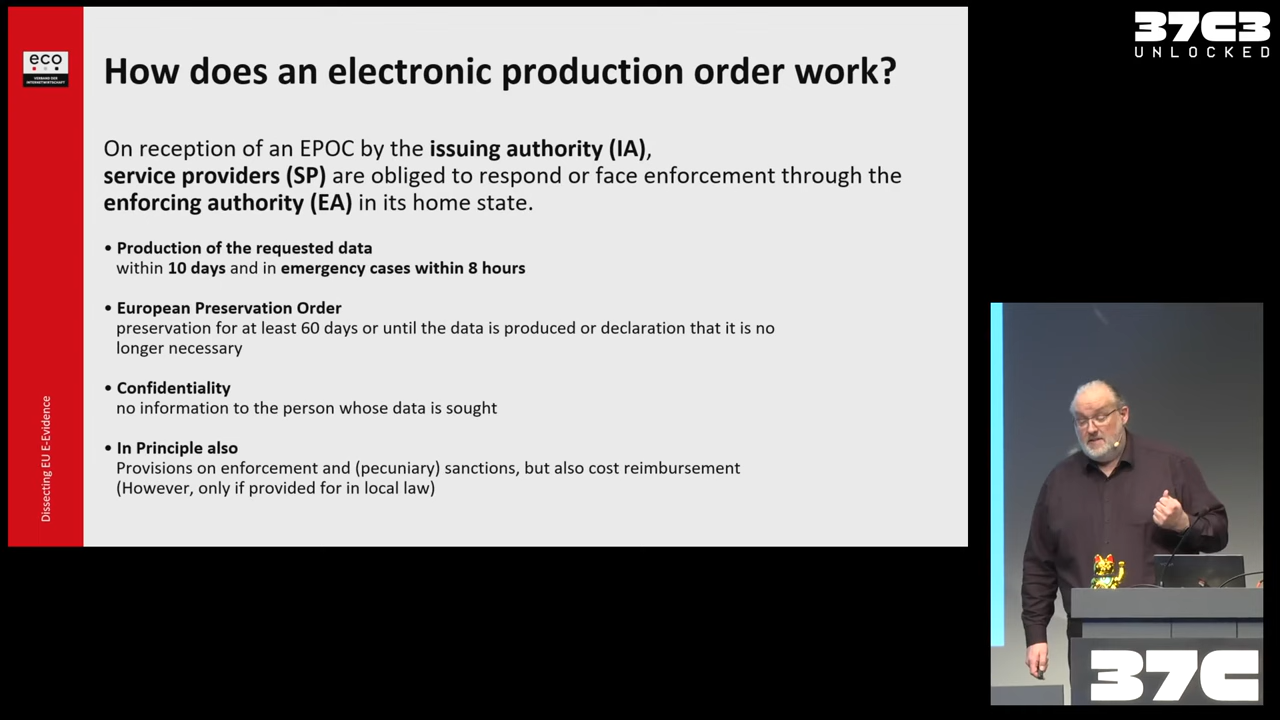 37C3
UNLOCKED
eco
VERBAND DER
INTERNETWIRTSCHAFT
How does an electronic production order work?
On reception of an EPOC by the issuing authority (IA),
service providers (SP) are obliged to respond or face enforcement through the
enforcing authority (EA) in its home state.
• Production of the requested data
within 10 days and in emergency cases within 8 hours
• European Preservation Order
preservation for at least 60 days or until the data is produced or declaration that it is no
longer necessary
• Confidentiality
no information to the person whose data is sought
• In Principle also
Provisions on enforcement and (pecuniary) sanctions, but also cost reimbursement
(However, only if provided for in local law)
Dissecting EU E-Evidence
37C